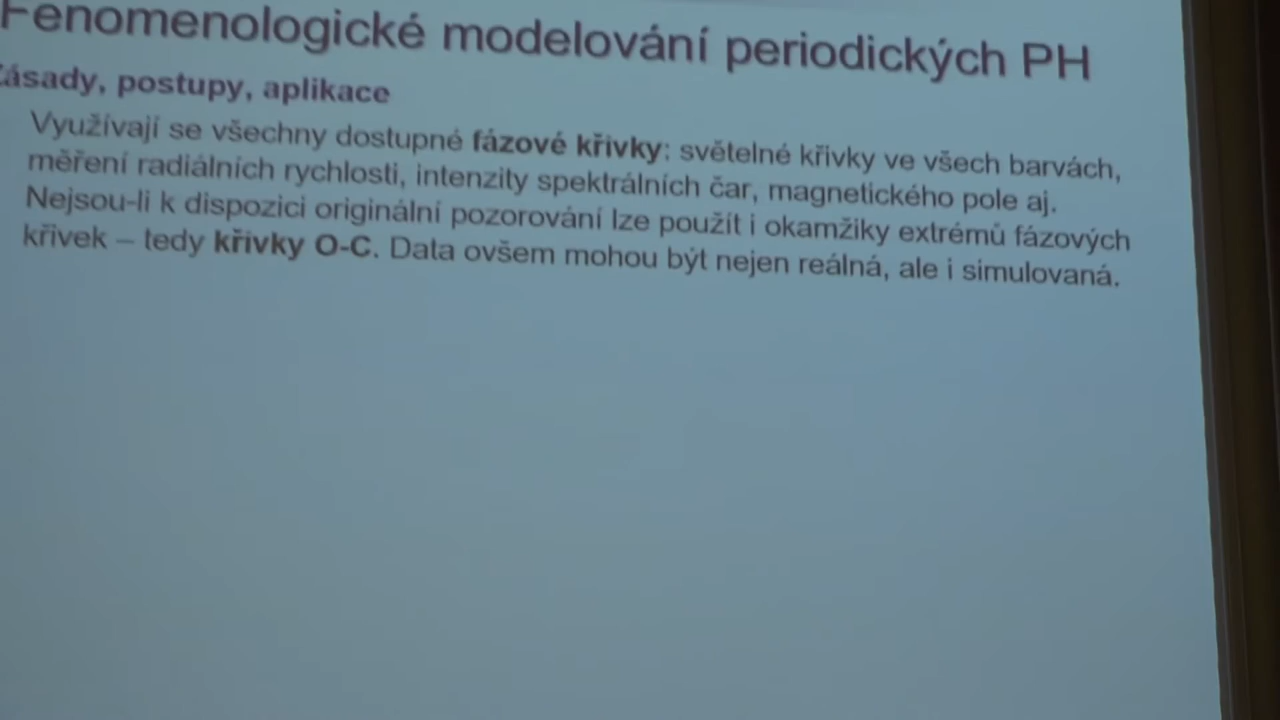 Fenomenologické modelování periodických PH
Zásady, postupy, aplikace
Využívají se všechny dostupné fázové křivky: světelné křivky ve všech barvách,
měření radiálních rychlosti, intenzity spektrálních čar, magnetického pole aj.
Nejsou-li k dispozici originální pozorování lze použít i okamžiky extrémů fázových
křivek – tedy křivky O-C. Data ovšem mohou být nejen reálná, ale i simulovaná.